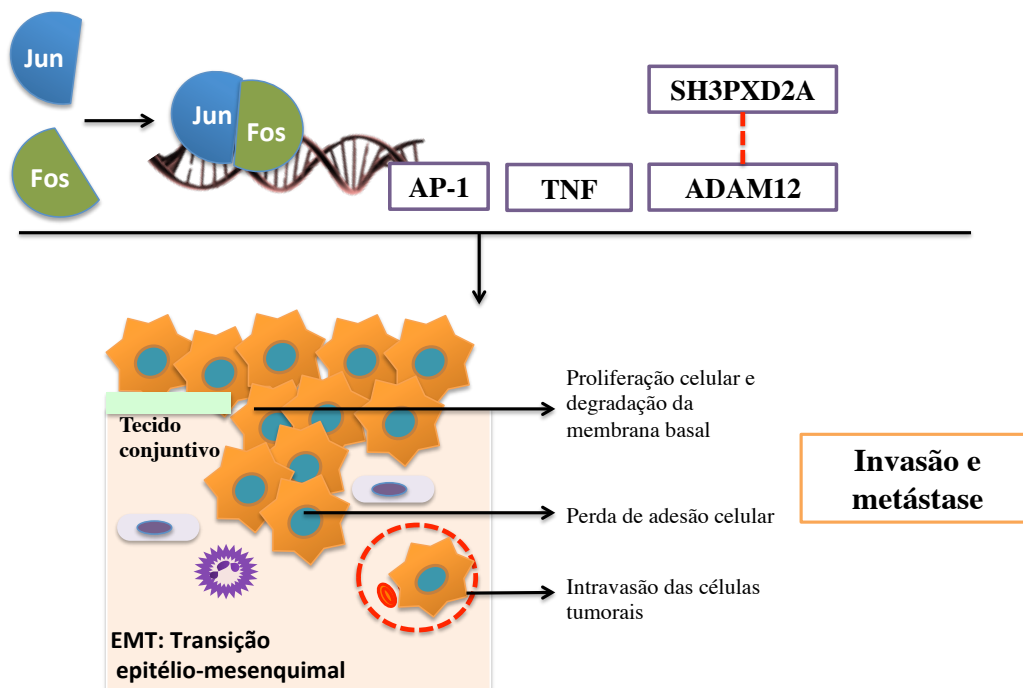 Jun
Fos
Jun
Fos
SH3PXD2A
AP-1
TNF
ADAM12
Tecido
conjuntivo
Proliferação celular e
degradação da
membrana basal
Invasão e
metástase
Perda de adesão celular
Intravasão das células
tumorais
EMT: Transição
epitélio-mesenquimal